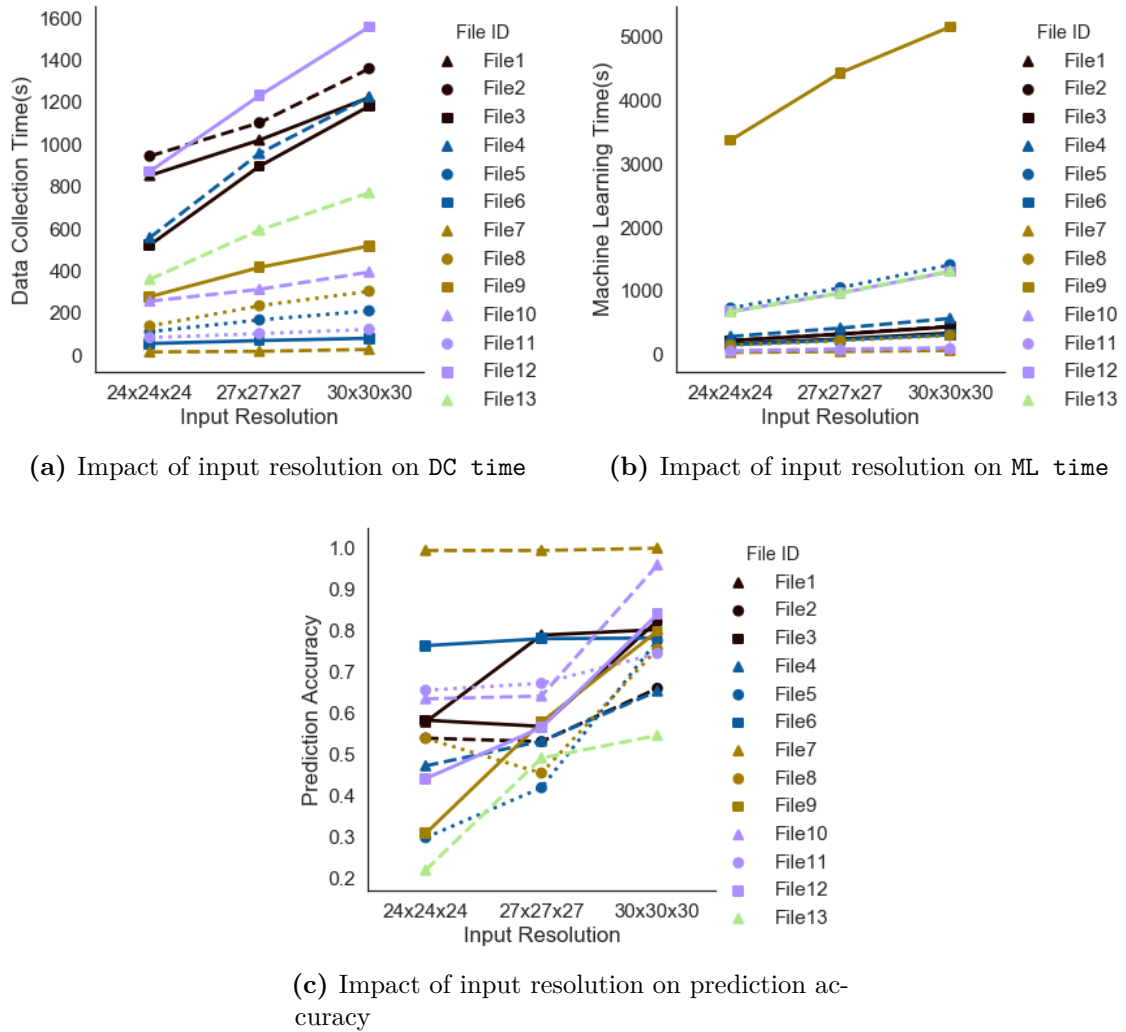 1600
1400
1200
1000
800
600
400
200
0
Data Collection Time(s)
24x24x24 27x27x27 30x30x30
Input Resolution
File ID
File1
File2
File3
File4
File5
File6
File7
File8
File9
File10
File11
File12
File13
(a) Impact of input resolution on DC time
5000
4000
3000
2000
1000
0
Machine Learning Time(s)
24x24x24 27x27x27 30x30x30
Input Resolution
File ID
File1
File2
File3
File4
File5
File6
File7
File8
File9
File10
File11
File12
File13
(b) Impact of input resolution on ML time
1.0
0.9
0.8
0.7
0.6
0.5
0.4
0.3
0.2
Prediction Accuracy
24x24x24 27x27x27 30x30x30
Input Resolution
File ID
File1
File2
File3
File4
File5
File6
File7
File8
File9
File10
File11
File12
File13
(c) Impact of input resolution on prediction ac-
curacy